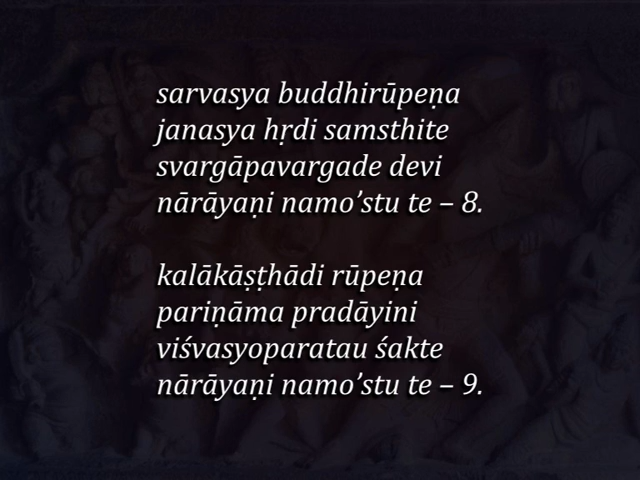 sarvasya buddhirūpeṇa
janasya hṛdi samsthite
svargāpavargade devi
nārāyaṇi namo’stu te – 8.
kalākāṣṭhādi rūpeṇa
pariṇāma pradāyini
viśvasyoparatau śakte
nārāyaṇi namo’stu te – 9.